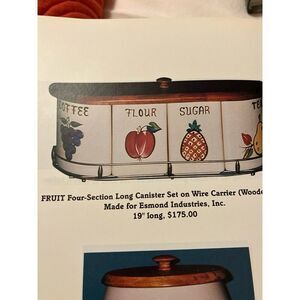 OFFEE FLOUR SUGAR TE
FRUIT Four-Section Long Canister Set on Wire Carrier (Woode
Made for Esmond Industries, Inc.
19" long, $175.00